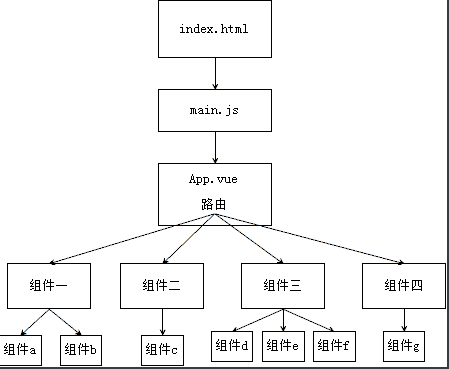 index.html
main.js
App.vue
路由
组件一
组件二
组件三
组件四
组件a
组件b
组件c
组件d
组件e
组件f
组件g